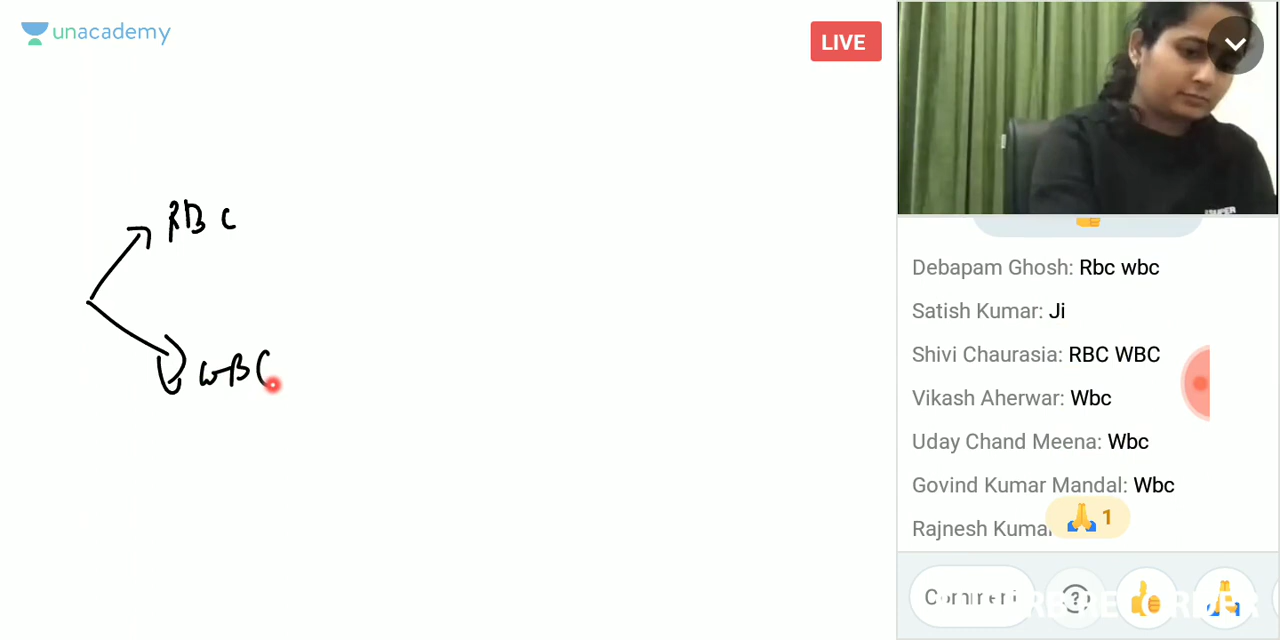 unacademy
LIVE
RBC
WBC
Debapam Ghosh: Rbc wbc
Satish Kumar: Ji
Shivi Chaurasia: RBC WBC
Vikash Aherwar: Wbc
Uday Chand Meena: Wbc
Govind Kumar Mandal: Wbc
Rajnesh Kumar
1
?